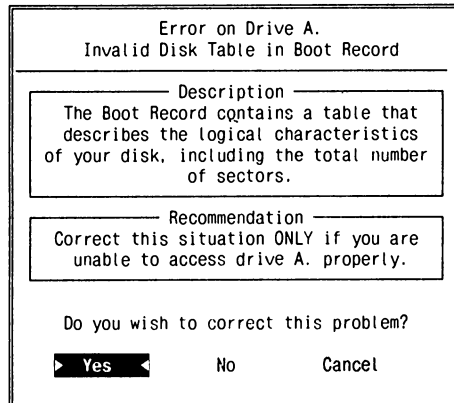 Error on Drive A.
Invalid Disk Table in Boot Record
Description
The Boot Record contains a table that
describes the logical characteristics
of your disk, including the total number
of sectors.
Recommendation
Correct this situation ONLY if you are
unable to access drive A. properly.
Do you wish to correct this problem?
Yes No Cancel